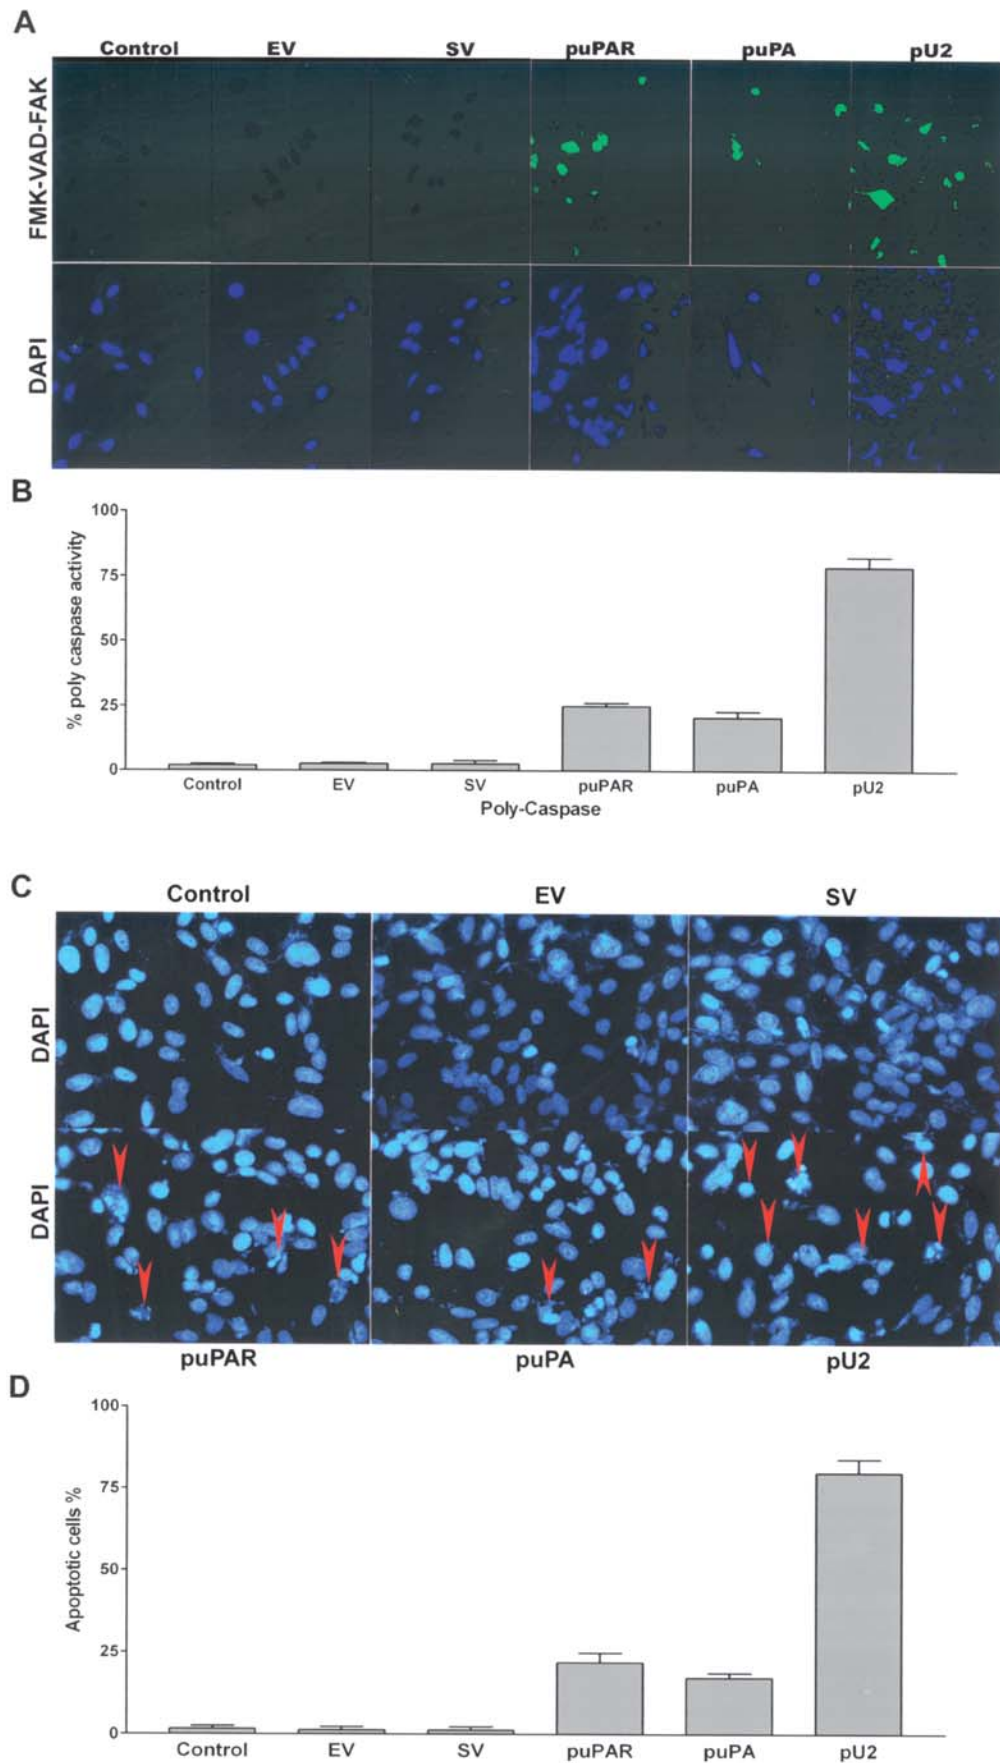 A
Control EV SV puPAR puPA pU2
FMK-VAD-FAK
DAPI
B
100
75
50
25
0
% poly caspase activity
Control EV SV puPAR puPA pU2
Poly-Caspase
C
Control EV SV
DAPI
DAPI
puPAR puPA pU2
D
100
75
50
25
0
Apoptotic cells %
Control EV SV puPAR puPA pU2